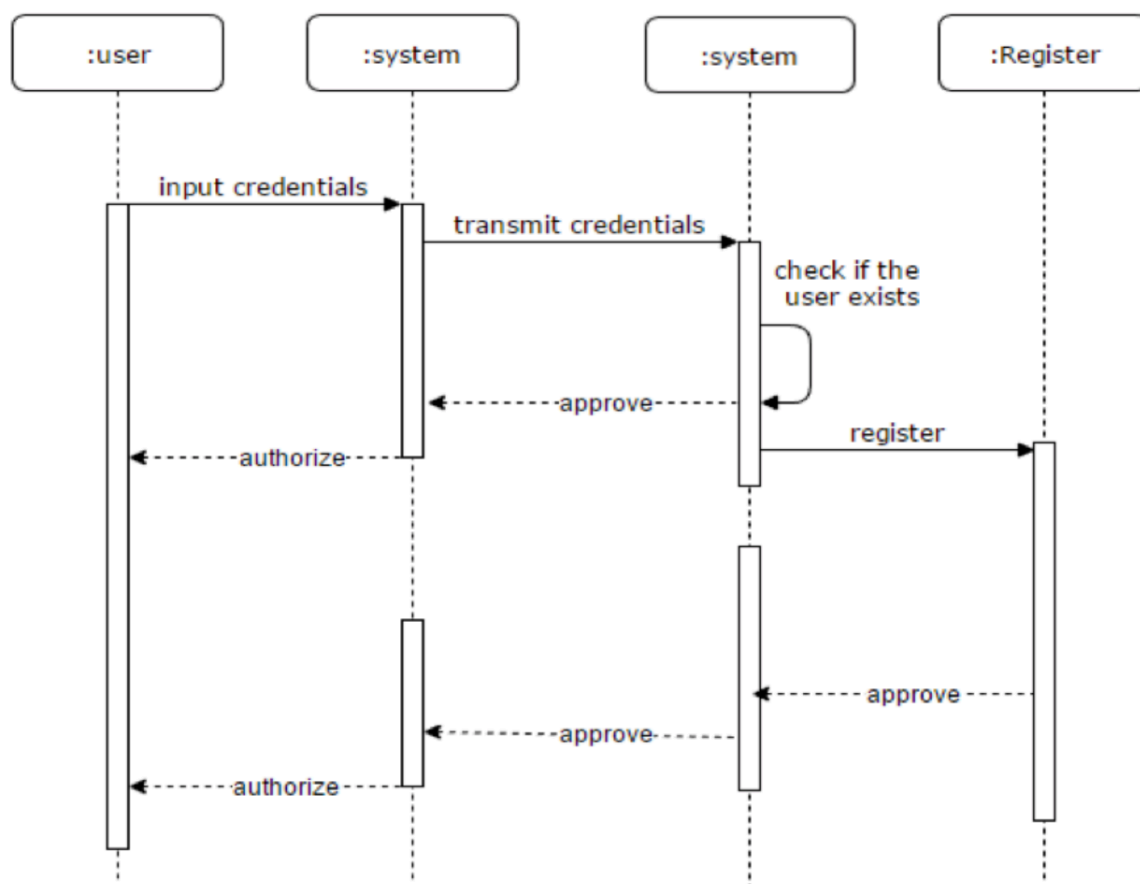 :user
:system
:system
:Register
input credentials
transmit credentials
check if the
user exists
approve
register
authorize
approve
approve
authorize